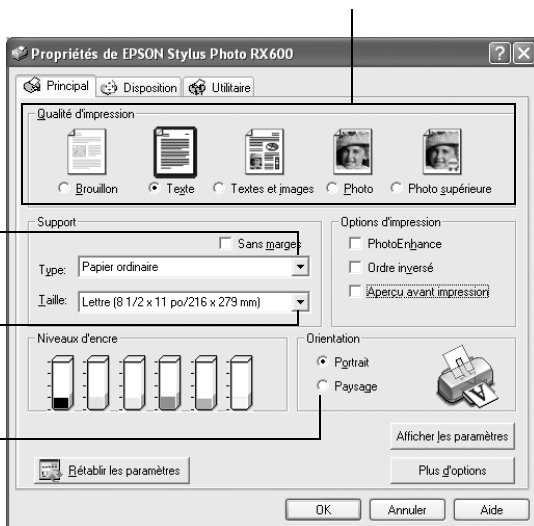 Propriétés de EPSON Stylus Photo RX600
Principal Disposition Utilitaire
Qualité d'impression
Brouillon Texte Textes et images Photo Photo supérieure
Support
Sans marges
Type: Papier ordinaire
Taille: Lettre (8 1/2 x 11 po/216 x 279 mm)
Options d'impression
PhotoEnhance
Ordre inversé
Aperçu avant impression
Niveaux d'encre
Orientation
Portrait
Paysage
Afficher les paramètres
Rétablir les paramètres
Plus d'options
OK Annuler Aide